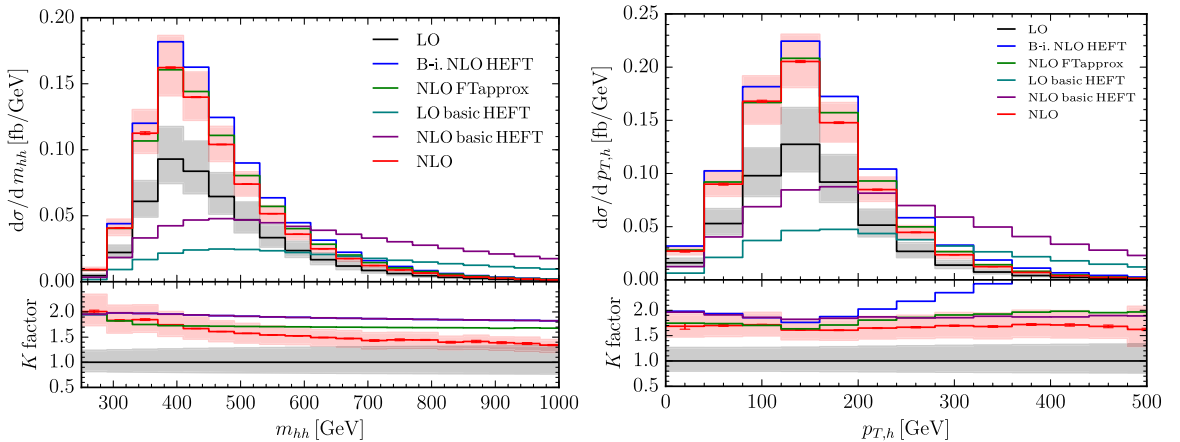 0.20
0.15
0.10
0.05
0.00
dσ/d m_hh [fb/GeV]
LO
B-i. NLO HEFT
NLO FTapprox
LO basic HEFT
NLO basic HEFT
NLO
2.0
1.5
1.0
0.5
K factor
300 400 500 600 700 800 900 1000
m_hh [GeV]
0.25
0.20
0.15
0.10
0.05
0.00
dσ/d p_T,h [fb/GeV]
LO
B-i. NLO HEFT
NLO FTapprox
LO basic HEFT
NLO basic HEFT
NLO
2.0
1.5
1.0
0.5
K factor
0 100 200 300 400 500
p_T,h [GeV]